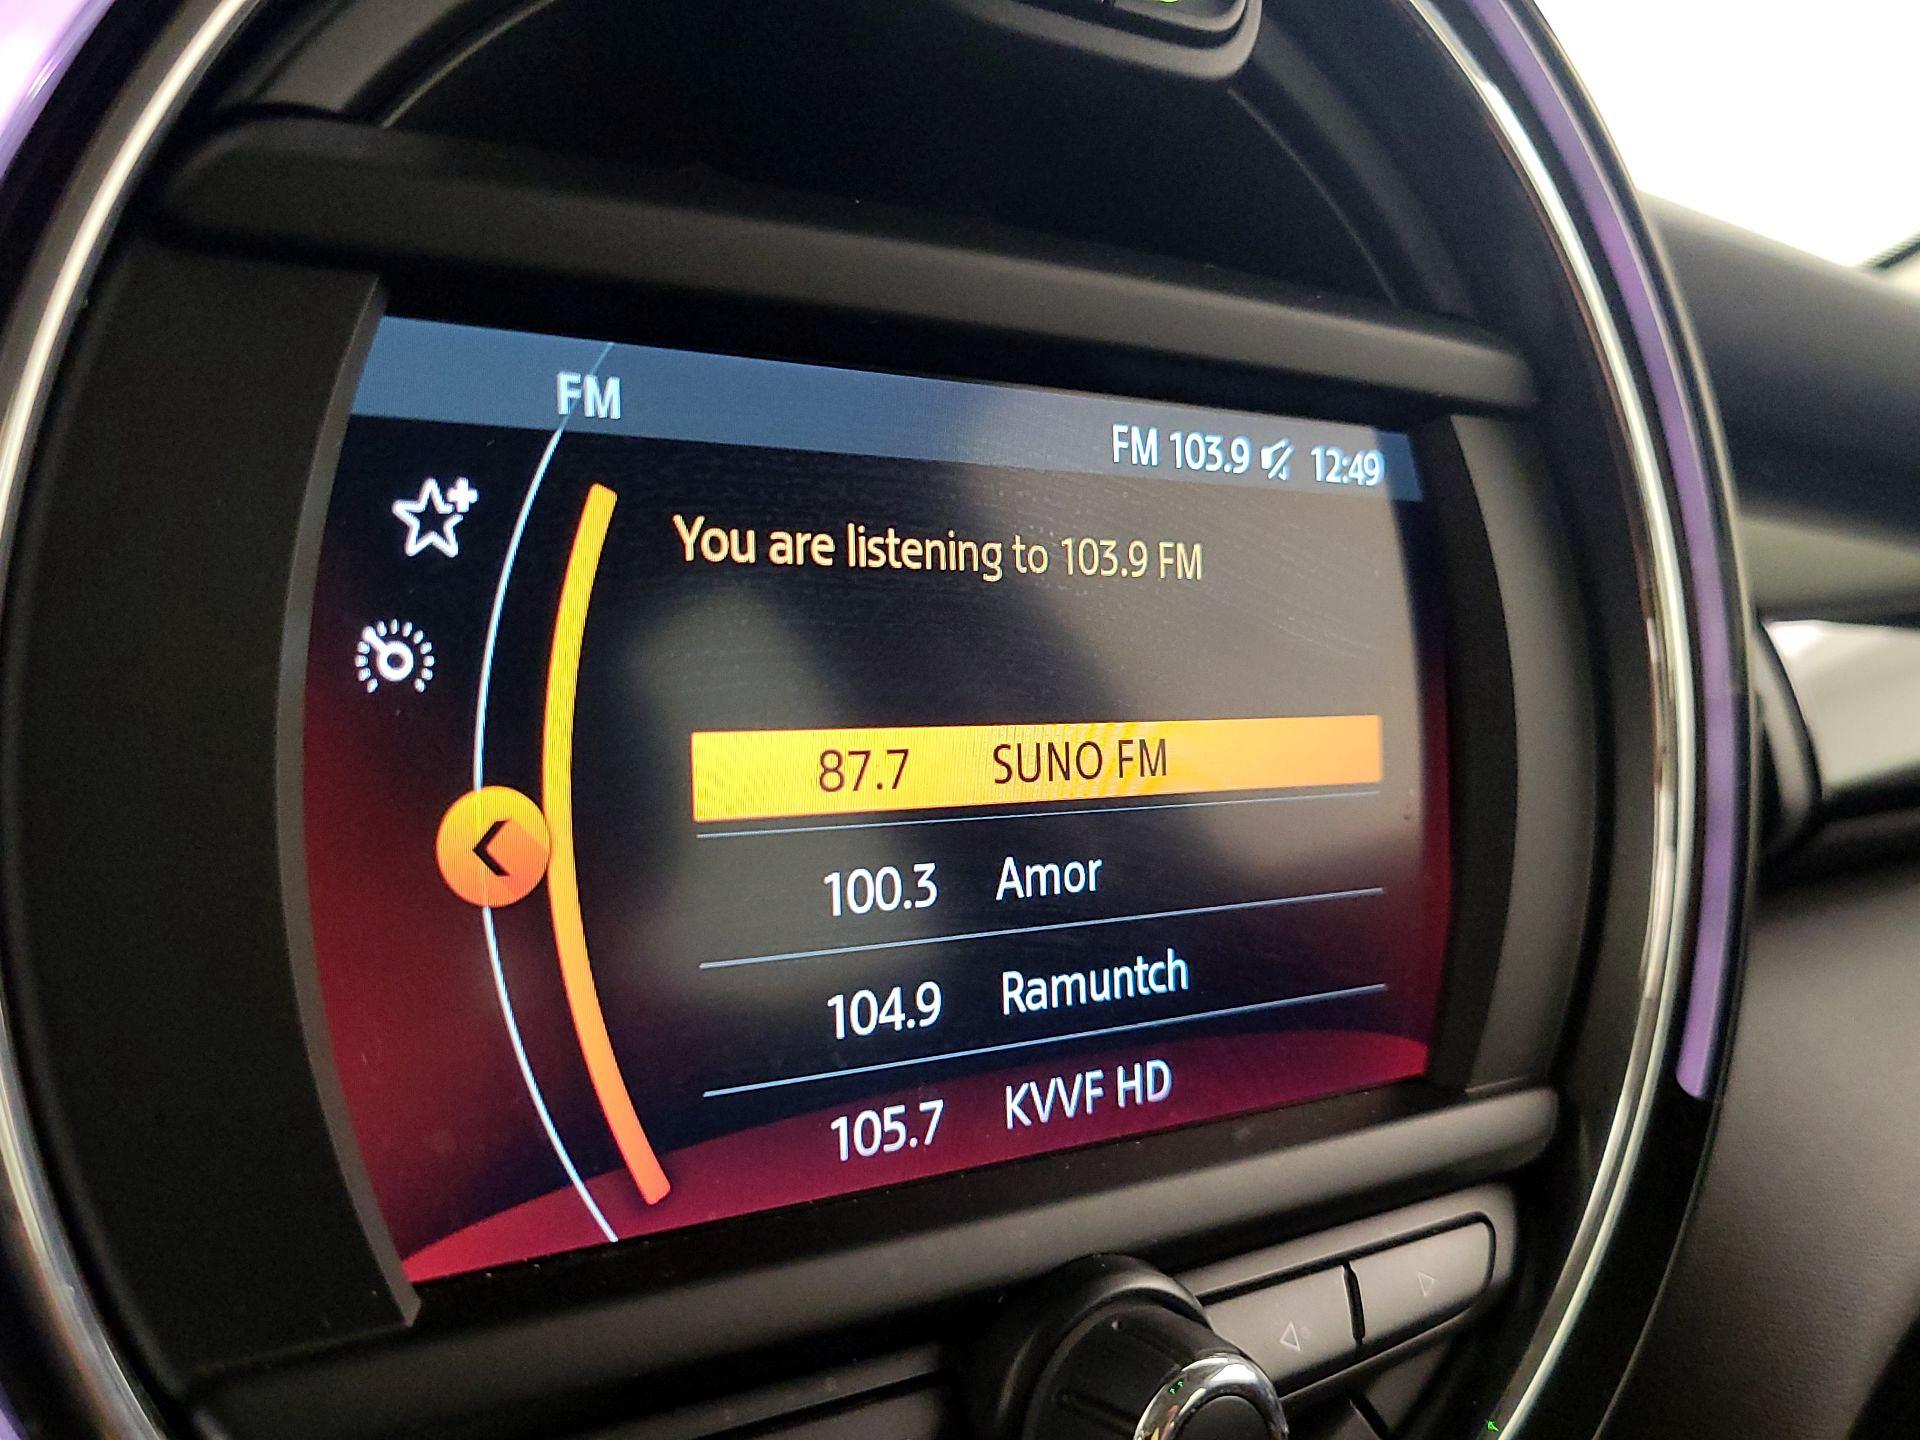 FM
FM 103.9 12:49
You are listening to 103.9 FM
87.7 SUNO FM
100.3 Amor
104.9 Ramuntch
105.7 KVVF HD